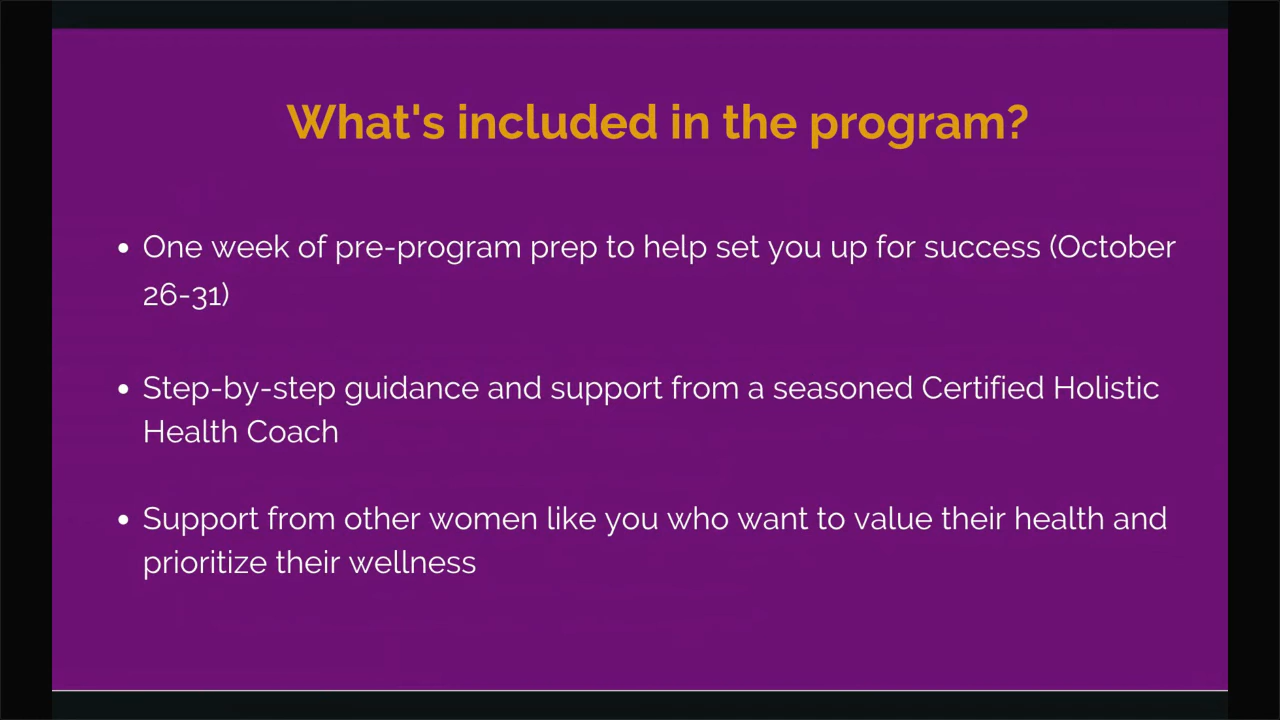 What's included in the program?
• One week of pre-program prep to help set you up for success (October
26-31)
• Step-by-step guidance and support from a seasoned Certified Holistic
Health Coach
• Support from other women like you who want to value their health and
prioritize their wellness